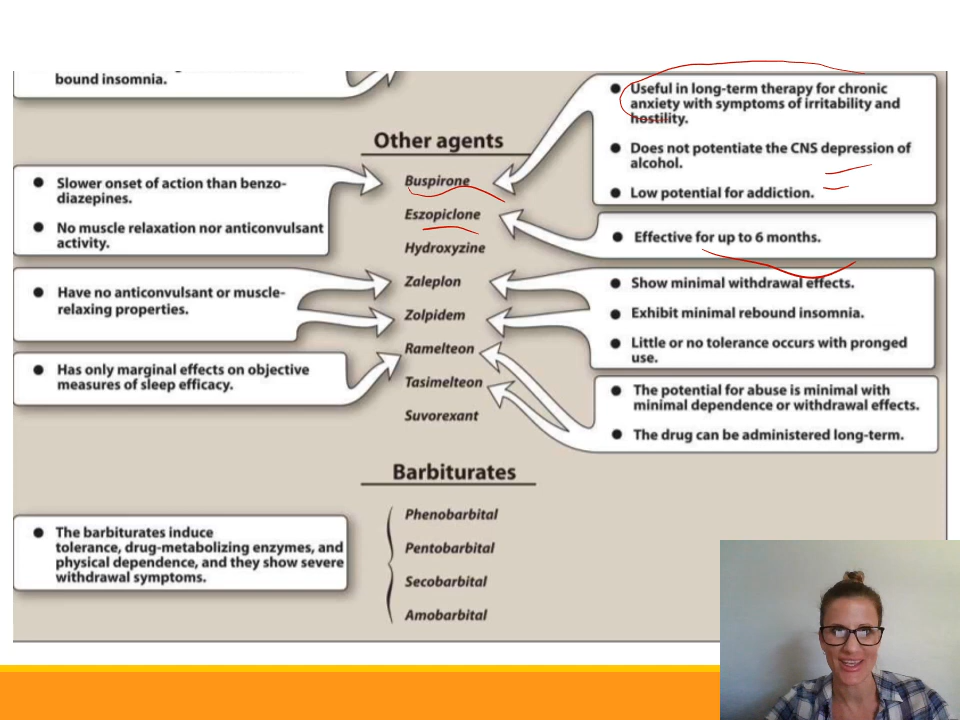 bound insomnia.
Useful in long-term therapy for chronic
anxiety with symptoms of irritability and
hostility.
Does not potentiate the CNS depression of
alcohol.
Low potential for addiction.
Other agents
Slower onset of action than benzo-
diazepines.
No muscle relaxation nor anticonvulsant
activity.
Buspirone
Eszopiclone
Hydroxyzine
Zaleplon
Zolpidem
Ramelteon
Tasimelteon
Suvorexant
Effective for up to 6 months.
Have no anticonvulsant or muscle-
relaxing properties.
Show minimal withdrawal effects.
Exhibit minimal rebound insomnia.
Little or no tolerance occurs with pronged
use.
Has only marginal effects on objective
measures of sleep efficacy.
The potential for abuse is minimal with
minimal dependence or withdrawal effects.
The drug can be administered long-term.
Barbiturates
The barbiturates induce
tolerance, drug-metabolizing enzymes, and
physical dependence, and they show severe
withdrawal symptoms.
Phenobarbital
Pentobarbital
Secobarbital
Amobarbital